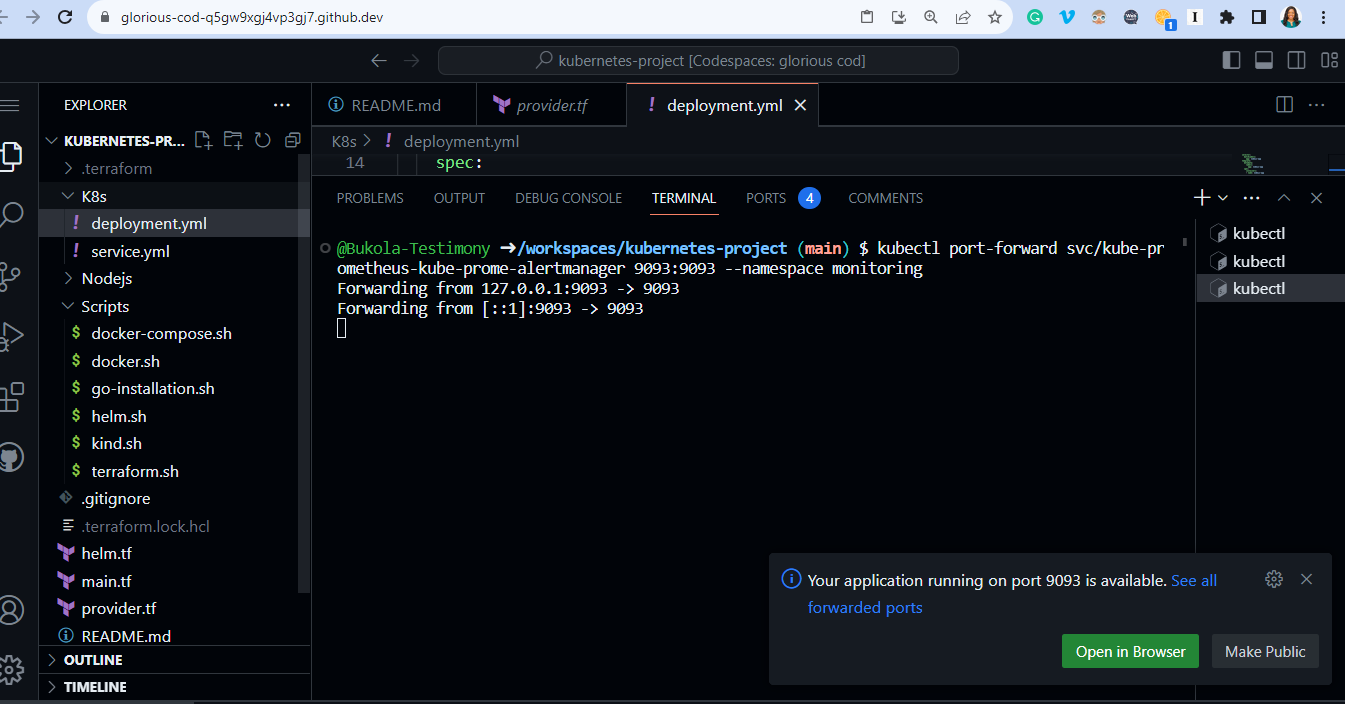 glorious-cod-q5gw9xgj4vp3gj7.github.dev
1
kubernetes-project [Codespaces: glorious cod]
EXPLORER
README.md
provider.tf
! deployment.yml
KUBERNETES-PR...
K8s > ! deployment.yml
.terraform
14 spec:
K8s
! deployment.yml
! service.yml
Nodejs
Scripts
$ docker-compose.sh
$ docker.sh
$ go-installation.sh
$ helm.sh
$ kind.sh
$ terraform.sh
.gitignore
.terraform.lock.hcl
helm.tf
main.tf
provider.tf
README.md
OUTLINE
TIMELINE
PROBLEMS OUTPUT DEBUG CONSOLE TERMINAL PORTS 4 COMMENTS
@Bukola-Testimony ➜/workspaces/kubernetes-project (main) $ kubectl port-forward svc/kube-pr
ometheus-kube-prome-alertmanager 9093:9093 --namespace monitoring
Forwarding from 127.0.0.1:9093 -> 9093
Forwarding from [::1]:9093 -> 9093
kubectl
kubectl
kubectl
Your application running on port 9093 is available. See all
forwarded ports
Open in Browser
Make Public